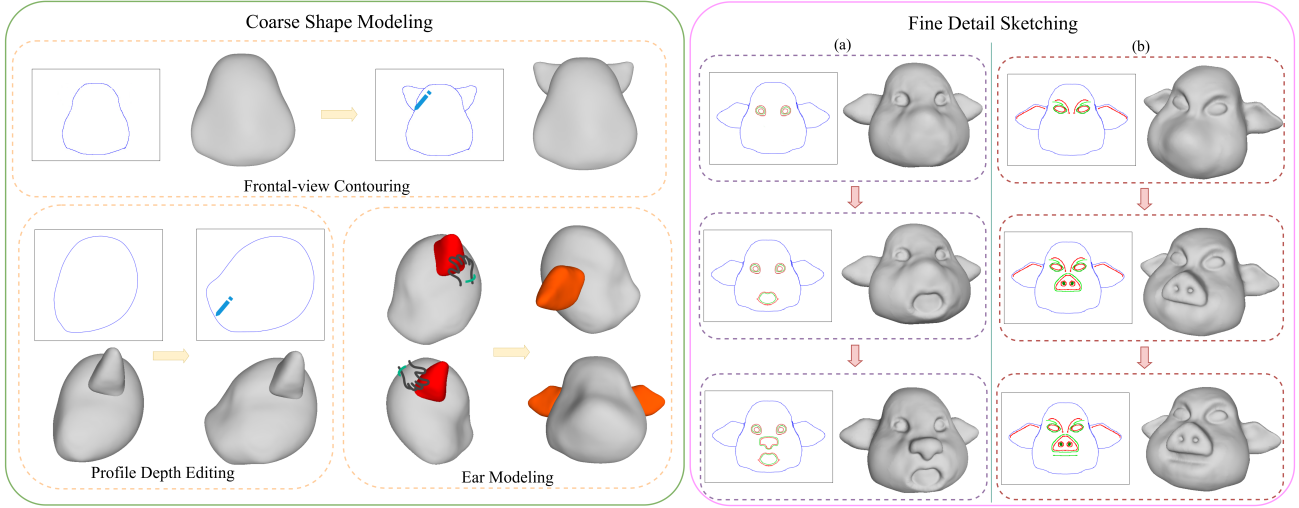 Coarse Shape Modeling
Frontal-view Contouring
Profile Depth Editing
Ear Modeling
Fine Detail Sketching
(a)
(b)